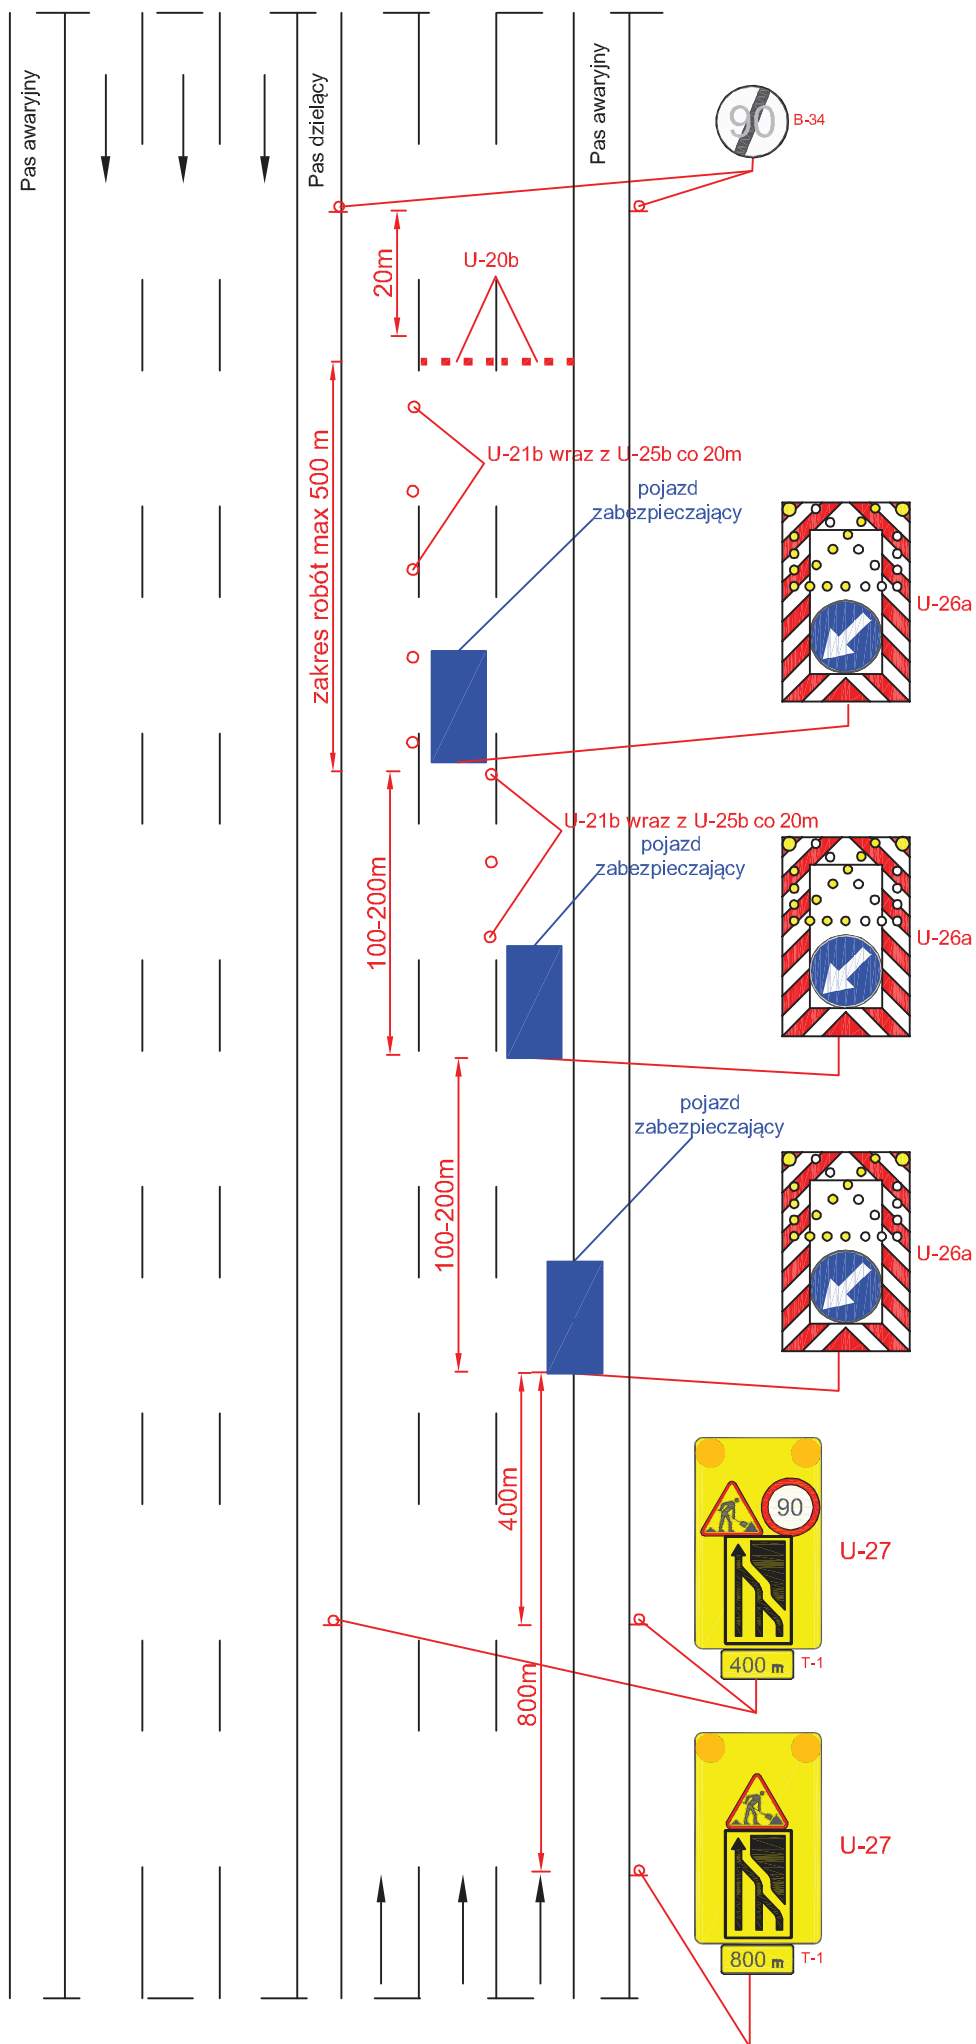 Pas awaryjny
Pas dzielący
Pas awaryjny
90
B-34
20m
U-20b
zakres robót max 500 m
U-21b wraz z U-25b co 20m
pojazd
zabezpieczający
U-26a
100-200m
U-21b wraz z U-25b co 20m
pojazd
zabezpieczający
U-26a
100-200m
pojazd
zabezpieczający
U-26a
400m
90
U-27
400 m
T-1
800m
U-27
800 m
T-1